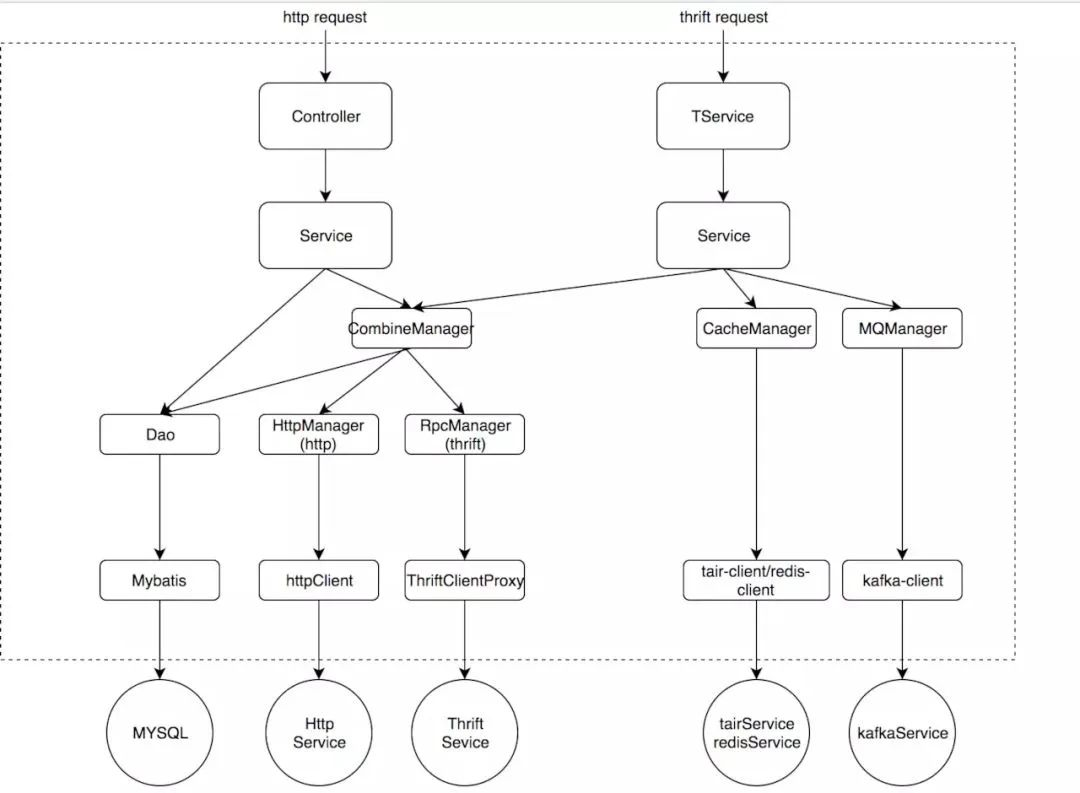 http request
thrift request
Controller
TService
Service
Service
CombineManager
CacheManager
MQManager
Dao
HttpManager
(http)
RpcManager
(thrift)
Mybatis
httpClient
ThriftClientProxy
tair-client/redis-
client
kafka-client
MYSQL
Http
Service
Thrift
Sevice
tairService
redisService
kafkaService